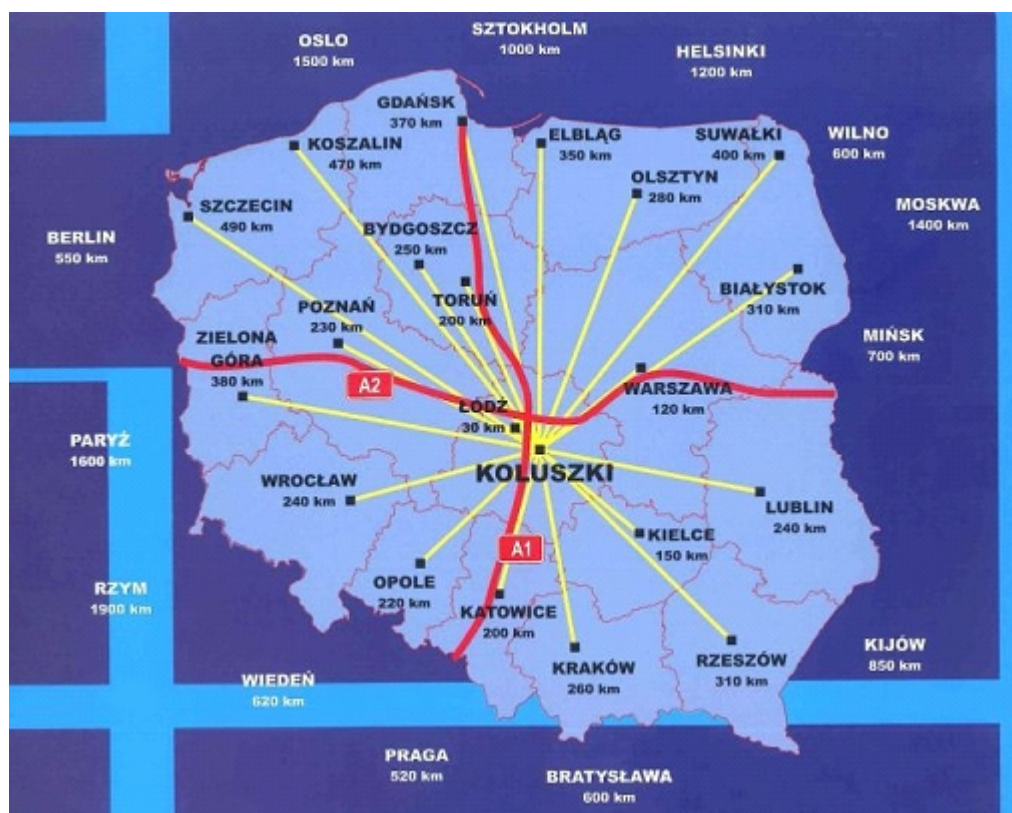 SZTOKHOLM
1000 km
OSLO
1500 km
HELSINKI
1200 km
GDAŃSK
370 km
KOSZALIN
470 km
ELBLĄG
350 km
SUWAŁKI
400 km
WILNO
600 km
OLSZTYN
280 km
SZCZECIN
490 km
MOSKWA
1400 km
BYDGOSZCZ
250 km
BERLIN
550 km
TORUŃ
200 km
BIAŁYSTOK
310 km
POZNAŃ
230 km
ZIELONA
GÓRA
380 km
MIŃSK
700 km
A2
WARSZAWA
120 km
ŁÓDŹ
30 km
PARYŻ
1600 km
KOLUSZKI
WROCŁAW
240 km
LUBLIN
240 km
KIELCE
150 km
A1
OPOLE
220 km
RZYM
1900 km
KATOWICE
200 km
KRAKÓW
260 km
RZESZÓW
310 km
KIJÓW
850 km
WIEDEŃ
620 km
PRAGA
520 km
BRATYSŁAWA
600 km